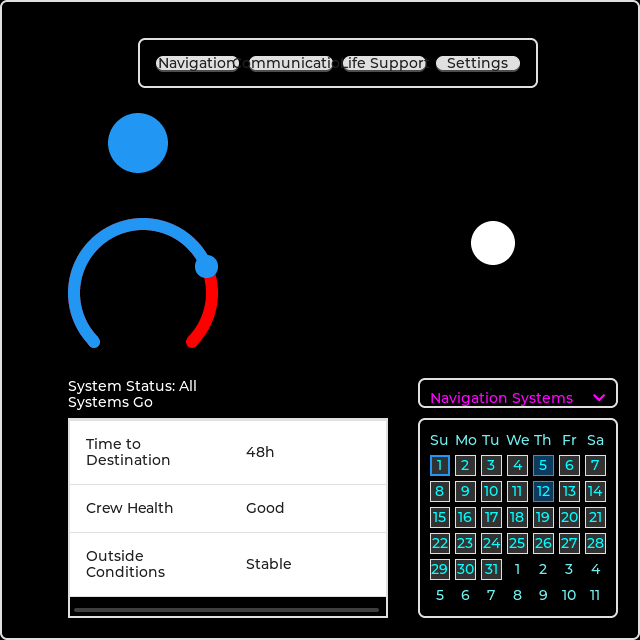 Navigation ommunicati Life Support Settings
System Status: All
Systems Go
Navigation Systems
Time to
Destination
48h
Crew Health
Good
Outside
Conditions
Stable
Su Mo Tu We Th Fr Sa
1 2 3 4 5 6 7
8 9 10 11 12 13 14
15 16 17 18 19 20 21
22 23 24 25 26 27 28
29 30 31 1 2 3 4
5 6 7 8 9 10 11